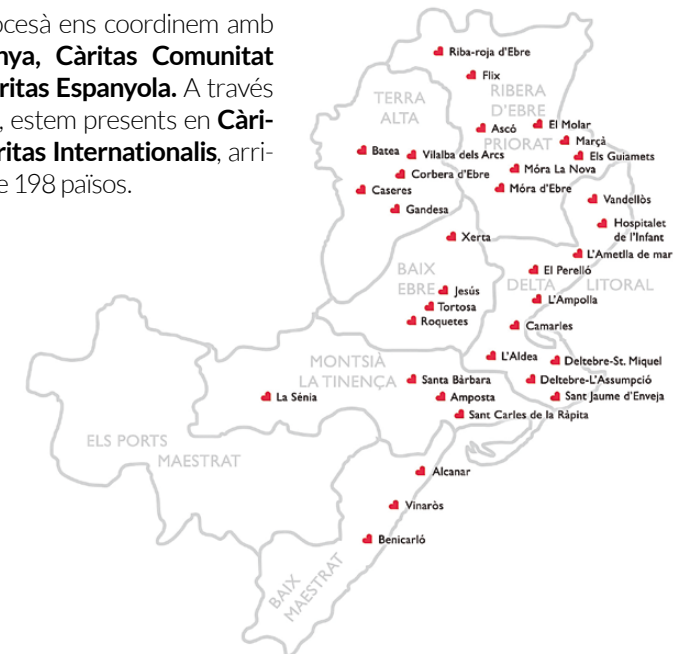 ocesà ens coordinem amb
nya, Càritas Comunitat
ritas Espanyola. A través
, estem presents en Càri-
ritas Internationalis, arri-
e 198 països.
Riba-roja d'Ebre
Flix
TERRA
ALTA
RIBERA
D'EBRE
El Molar
Ascó
PRIORAT
Marçà
Batea
Vilalba dels Arcs
Els Guiamets
Corbera d'Ebre
Móra La Nova
Caseres
Móra d'Ebre
Vandellòs
Gandesa
Hospitalet
de l'Infant
Xerta
L'Ametlla de mar
BAIX
EBRE
El Perelló
DELTA
LITORAL
Jesús
L'Ampolla
Tortosa
Roquetes
Camarles
MONTSIÀ
LA TINENÇA
L'Aldea
Deltebre-St. Miquel
Santa Bàrbara
Deltebre-L'Assumpció
La Sénia
Amposta
Sant Jaume d'Enveja
Sant Carles de la Ràpita
ELS PORTS
MAESTRAT
Alcanar
Vinaròs
Benicarló
BAIX
MAESTRAT